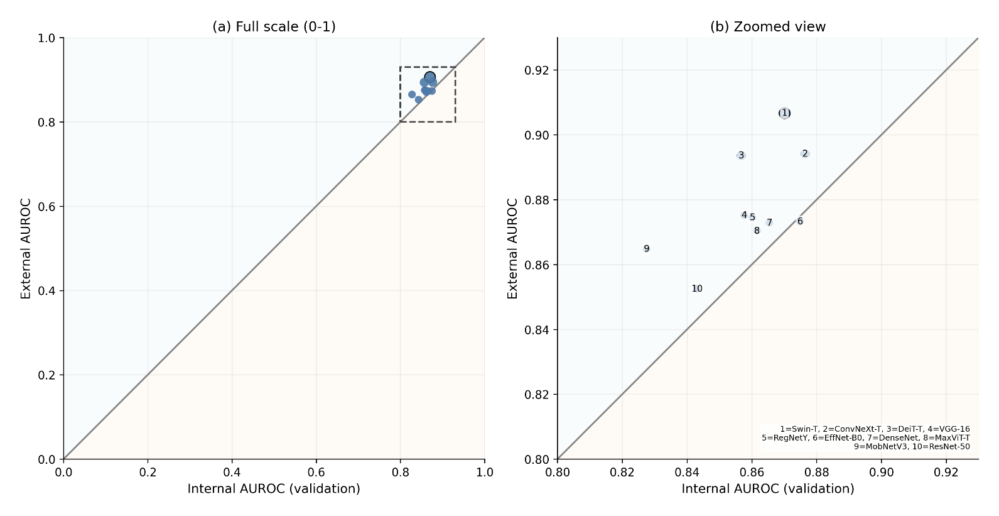 (a) Full scale (0-1)
1.0
0.8
0.6
0.4
0.2
0.0
0.0 0.2 0.4 0.6 0.8 1.0
External AUROC
Internal AUROC (validation)
(b) Zoomed view
0.92
0.90
0.88
0.86
0.84
0.82
0.80
0.80 0.82 0.84 0.86 0.88 0.90 0.92
External AUROC
Internal AUROC (validation)
1
2
3
4
5
6
7
8
9
10
1=Swin-T, 2=ConvNeXt-T, 3=DeiT-T, 4=VGG-16
5=RegNetY, 6=EffNet-B0, 7=DenseNet, 8=MaxViT-T
9=MobNetV3, 10=ResNet-50